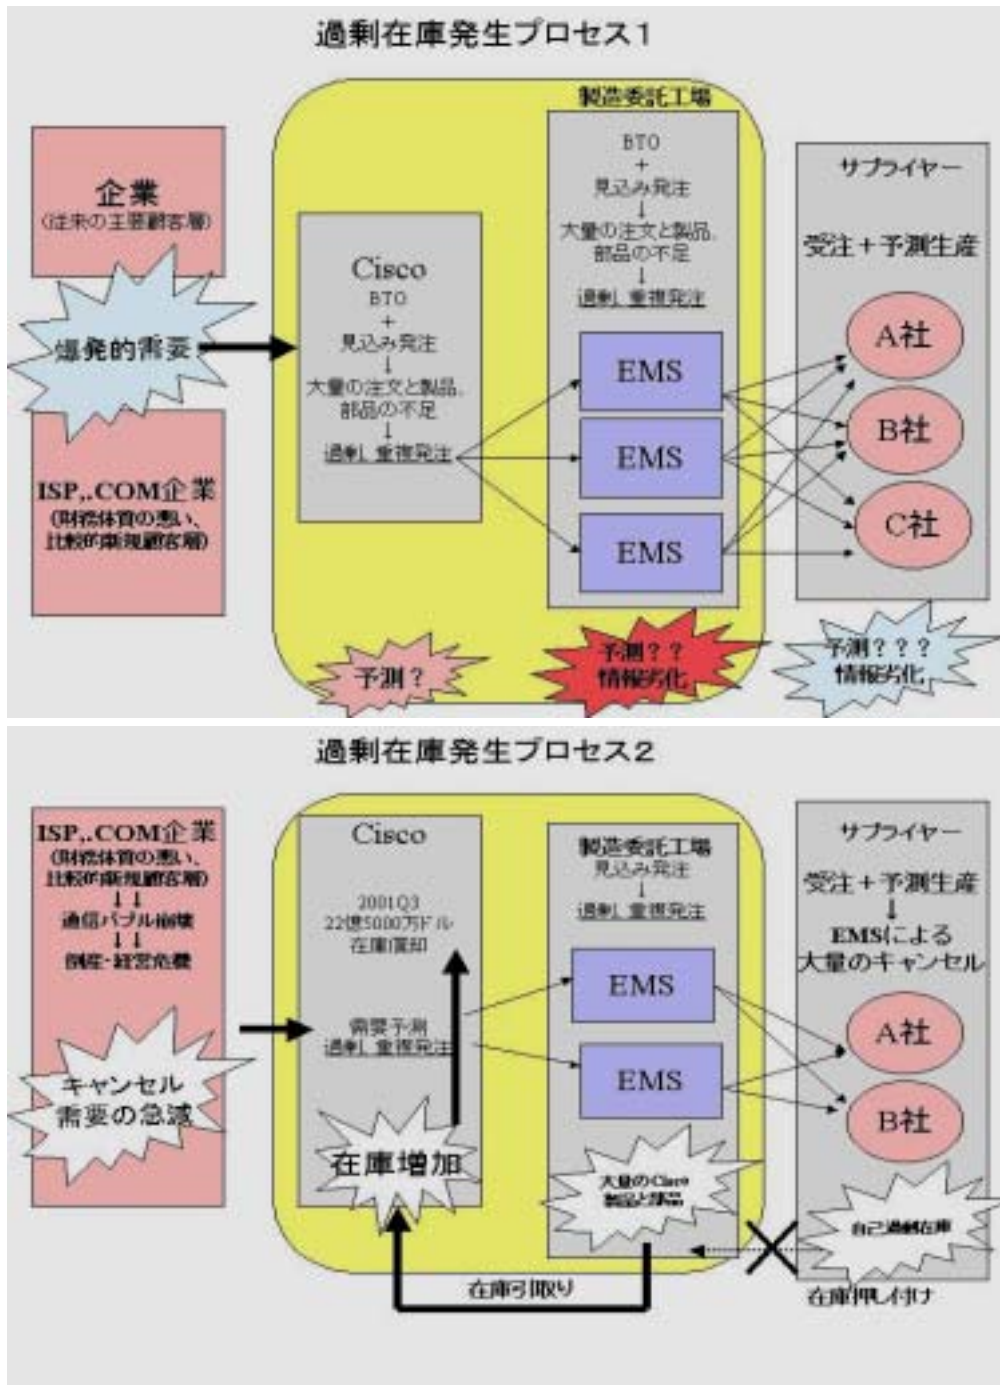 過剰在庫発生プロセス1
企業
(従来の主要顧客層)
爆発的需要
ISP,.COM企業
(財務体質の悪い、
比較的新規顧客層)
Cisco
BTO
+
見込み発注
↓
大量の注文と製品、
部品の不足
↓
過剰、重複発注
予測?
製造委託工場
BTO
+
見込み発注
↓
大量の注文と製品、
部品の不足
↓
過剰、重複発注
EMS
EMS
EMS
予測??
情報劣化
サプライヤー
受注+予測生産
A社
B社
C社
予測???
情報劣化
過剰在庫発生プロセス2
ISP,.COM企業
(財務体質の悪い、
比較的新規顧客層)
↓↓
通信バブル崩壊
↓↓
倒産・経営危機
キャンセル
需要の急減
Cisco
2001Q3
22億5000万ドル
在庫償却
需要予測
過剰、重複発注
在庫増加
製造委託工場
見込み発注
↓
過剰、重複発注
EMS
EMS
大量のCisco
製品と部品
在庫引取り
サプライヤー
受注+予測生産
↓
EMSによる
大量のキャンセル
A社
B社
自己過剰在庫
在庫押し付け